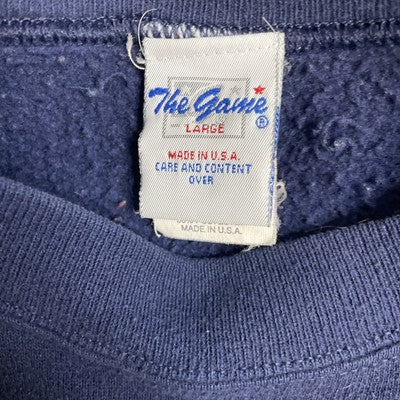 The Game®
LARGE
MADE IN U.S.A.
CARE AND CONTENT
OVER
MADE IN U.S.A.